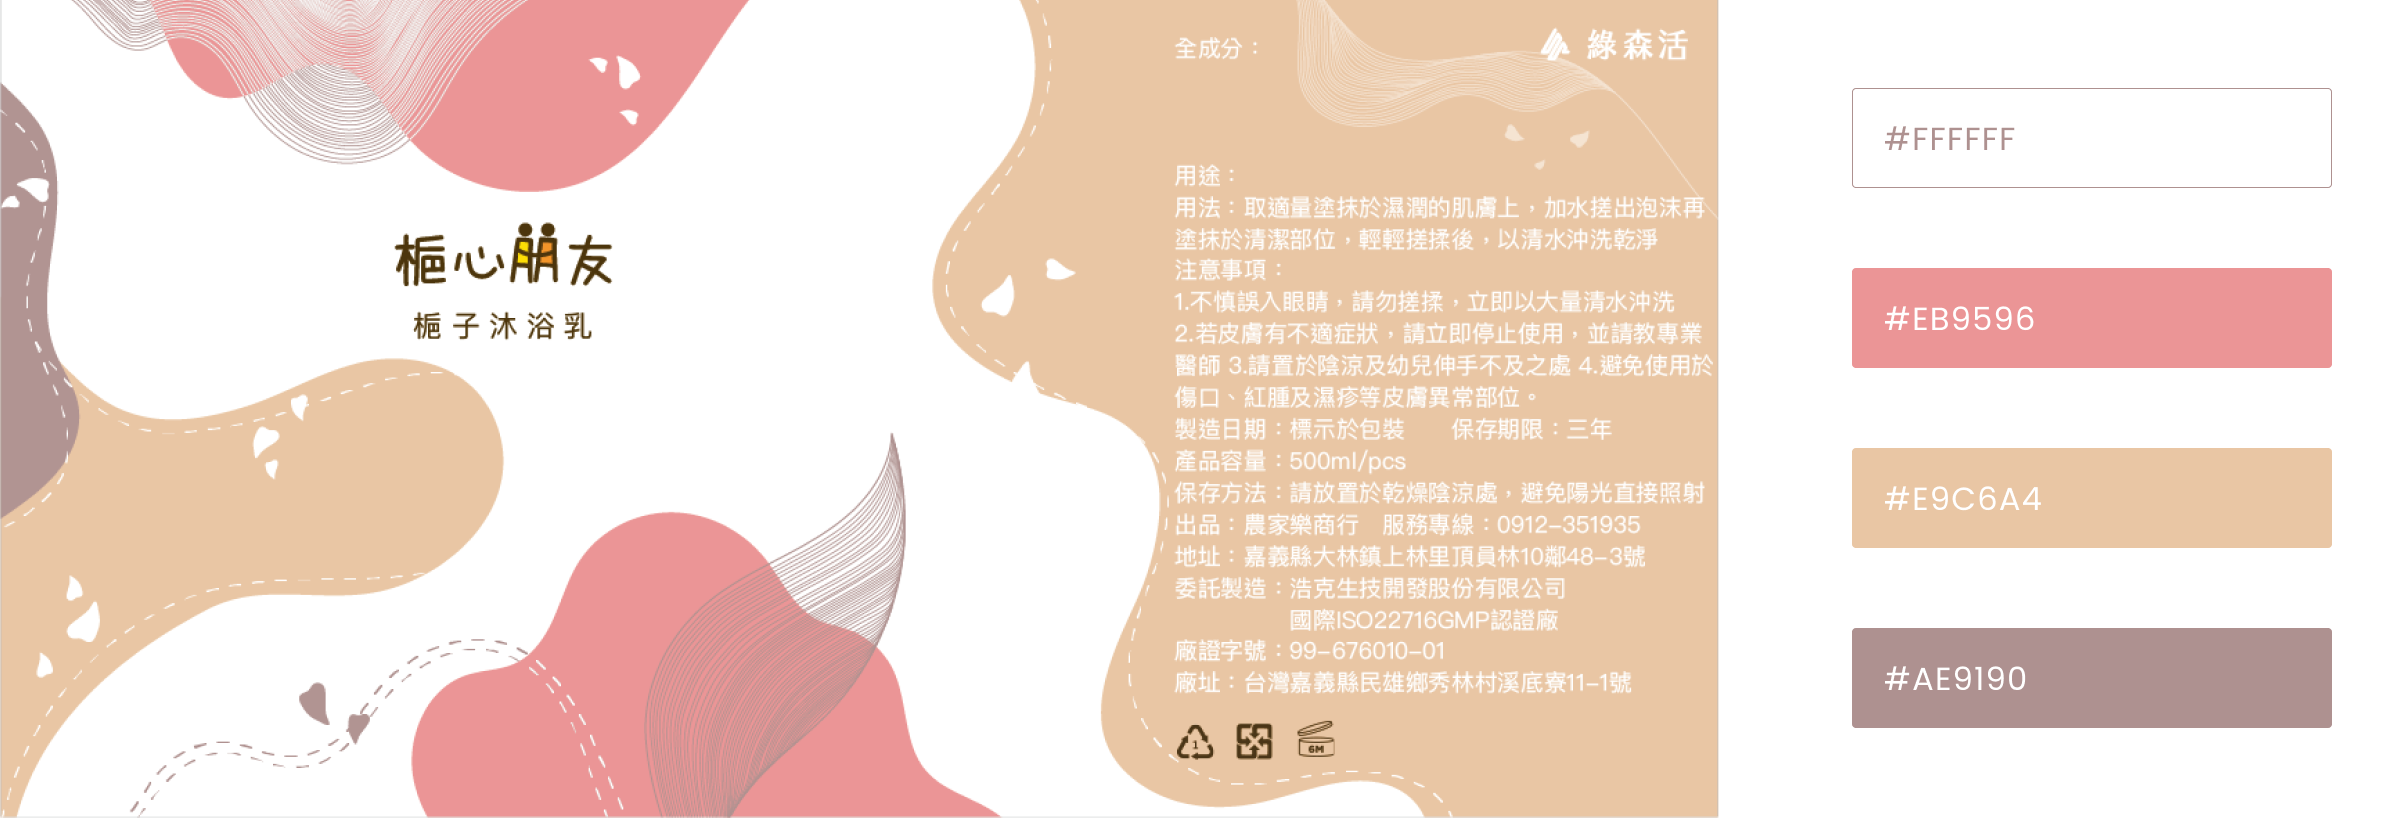 梔心朋友
梔子沐浴乳
全成分：
綠森活
用途：
用法：取適量塗抹於濕潤的肌膚上，加水搓出泡沫再
塗抹於清潔部位，輕輕搓揉後，以清水沖洗乾淨
注意事項：
1.不慎誤入眼睛，請勿搓揉，立即以大量清水沖洗
2.若皮膚有不適症狀，請立即停止使用，並請教專業
醫師 3.請置於陰涼及幼兒伸手不及之處 4.避免使用於
傷口、紅腫及濕疹等皮膚異常部位。
製造日期：標示於包裝　　保存期限：三年
產品容量：500ml/pcs
保存方法：請放置於乾燥陰涼處，避免陽光直接照射
出品：農家樂商行　服務專線：0912-351935
地址：嘉義縣大林鎮上林里頂員林10鄰48-3號
委託製造：浩克生技開發股份有限公司
國際ISO22716GMP認證廠
廠證字號：99-676010-01
廠址：台灣嘉義縣民雄鄉秀林村溪底寮11-1號
1
6M
#FFFFFF
#EB9596
#E9C6A4
#AE9190